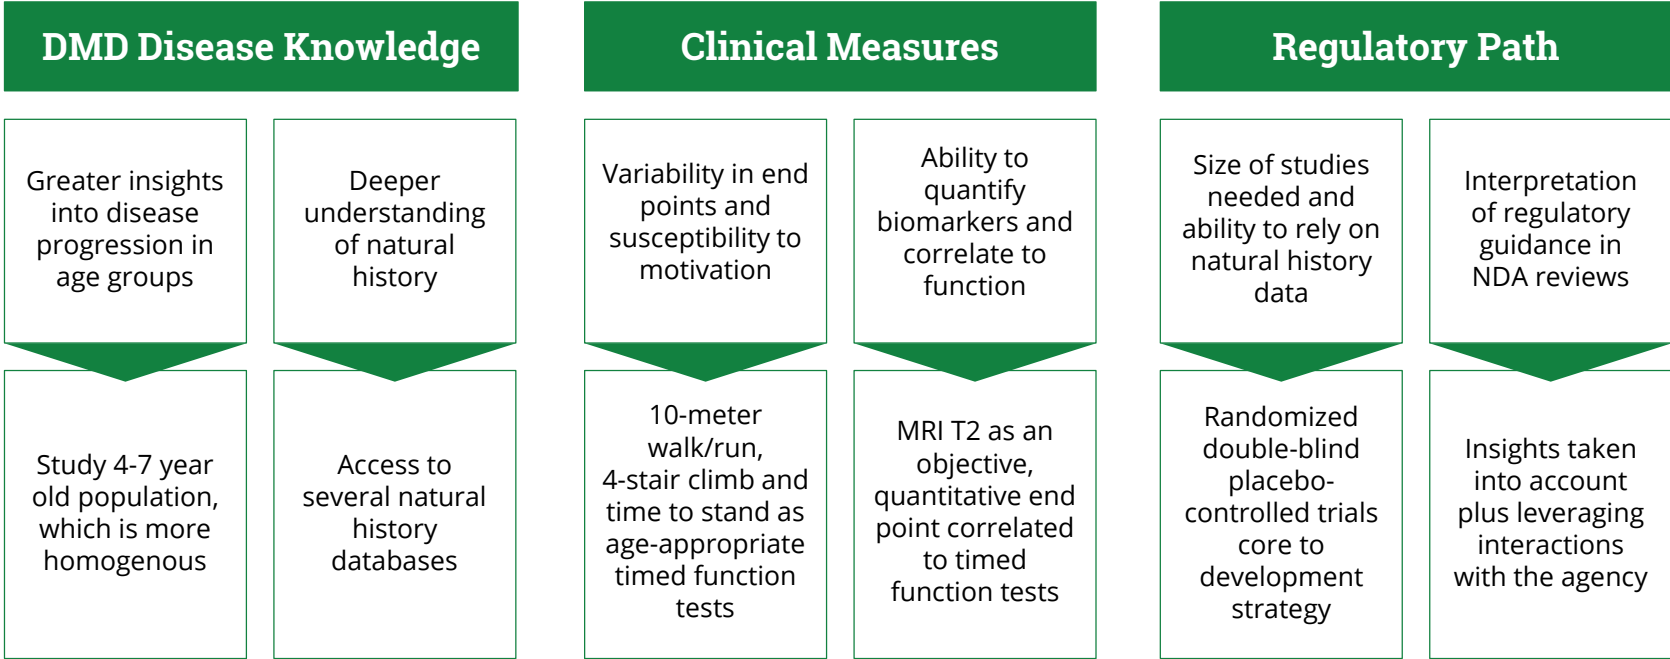 DMD Disease Knowledge
Greater insights
into disease
progression in
age groups
Deeper
understanding
of natural
history
Study 4-7 year
old population,
which is more
homogenous
Access to
several natural
history
databases
Clinical Measures
Variability in end
points and
susceptibility to
motivation
Ability to
quantify
biomarkers and
correlate to
function
10-meter
walk/run,
4-stair climb and
time to stand as
age-appropriate
timed function
tests
MRI T2 as an
objective,
quantitative end
point correlated
to timed
function tests
Regulatory Path
Size of studies
needed and
ability to rely on
natural history
data
Interpretation
of regulatory
guidance in
NDA reviews
Randomized
double-blind
placebo-
controlled trials
core to
development
strategy
Insights taken
into account
plus leveraging
interactions
with the agency